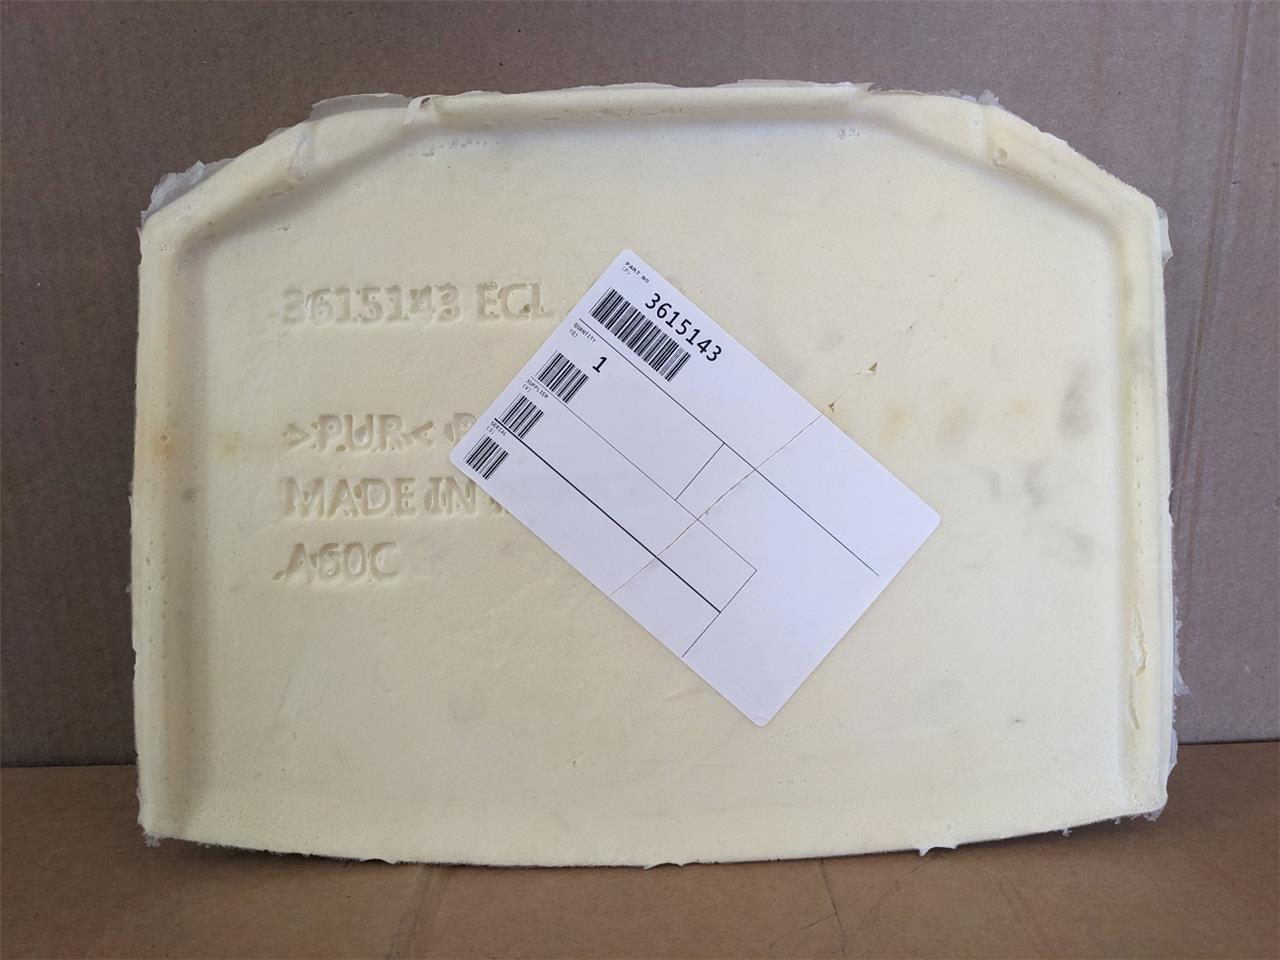 3615143 ECL
>PUR<
MADE IN
A60C
PART NO
(P)
3615143
QUANTITY
(Q)
1
SUPPLIER
(V)
SERIAL
(S)